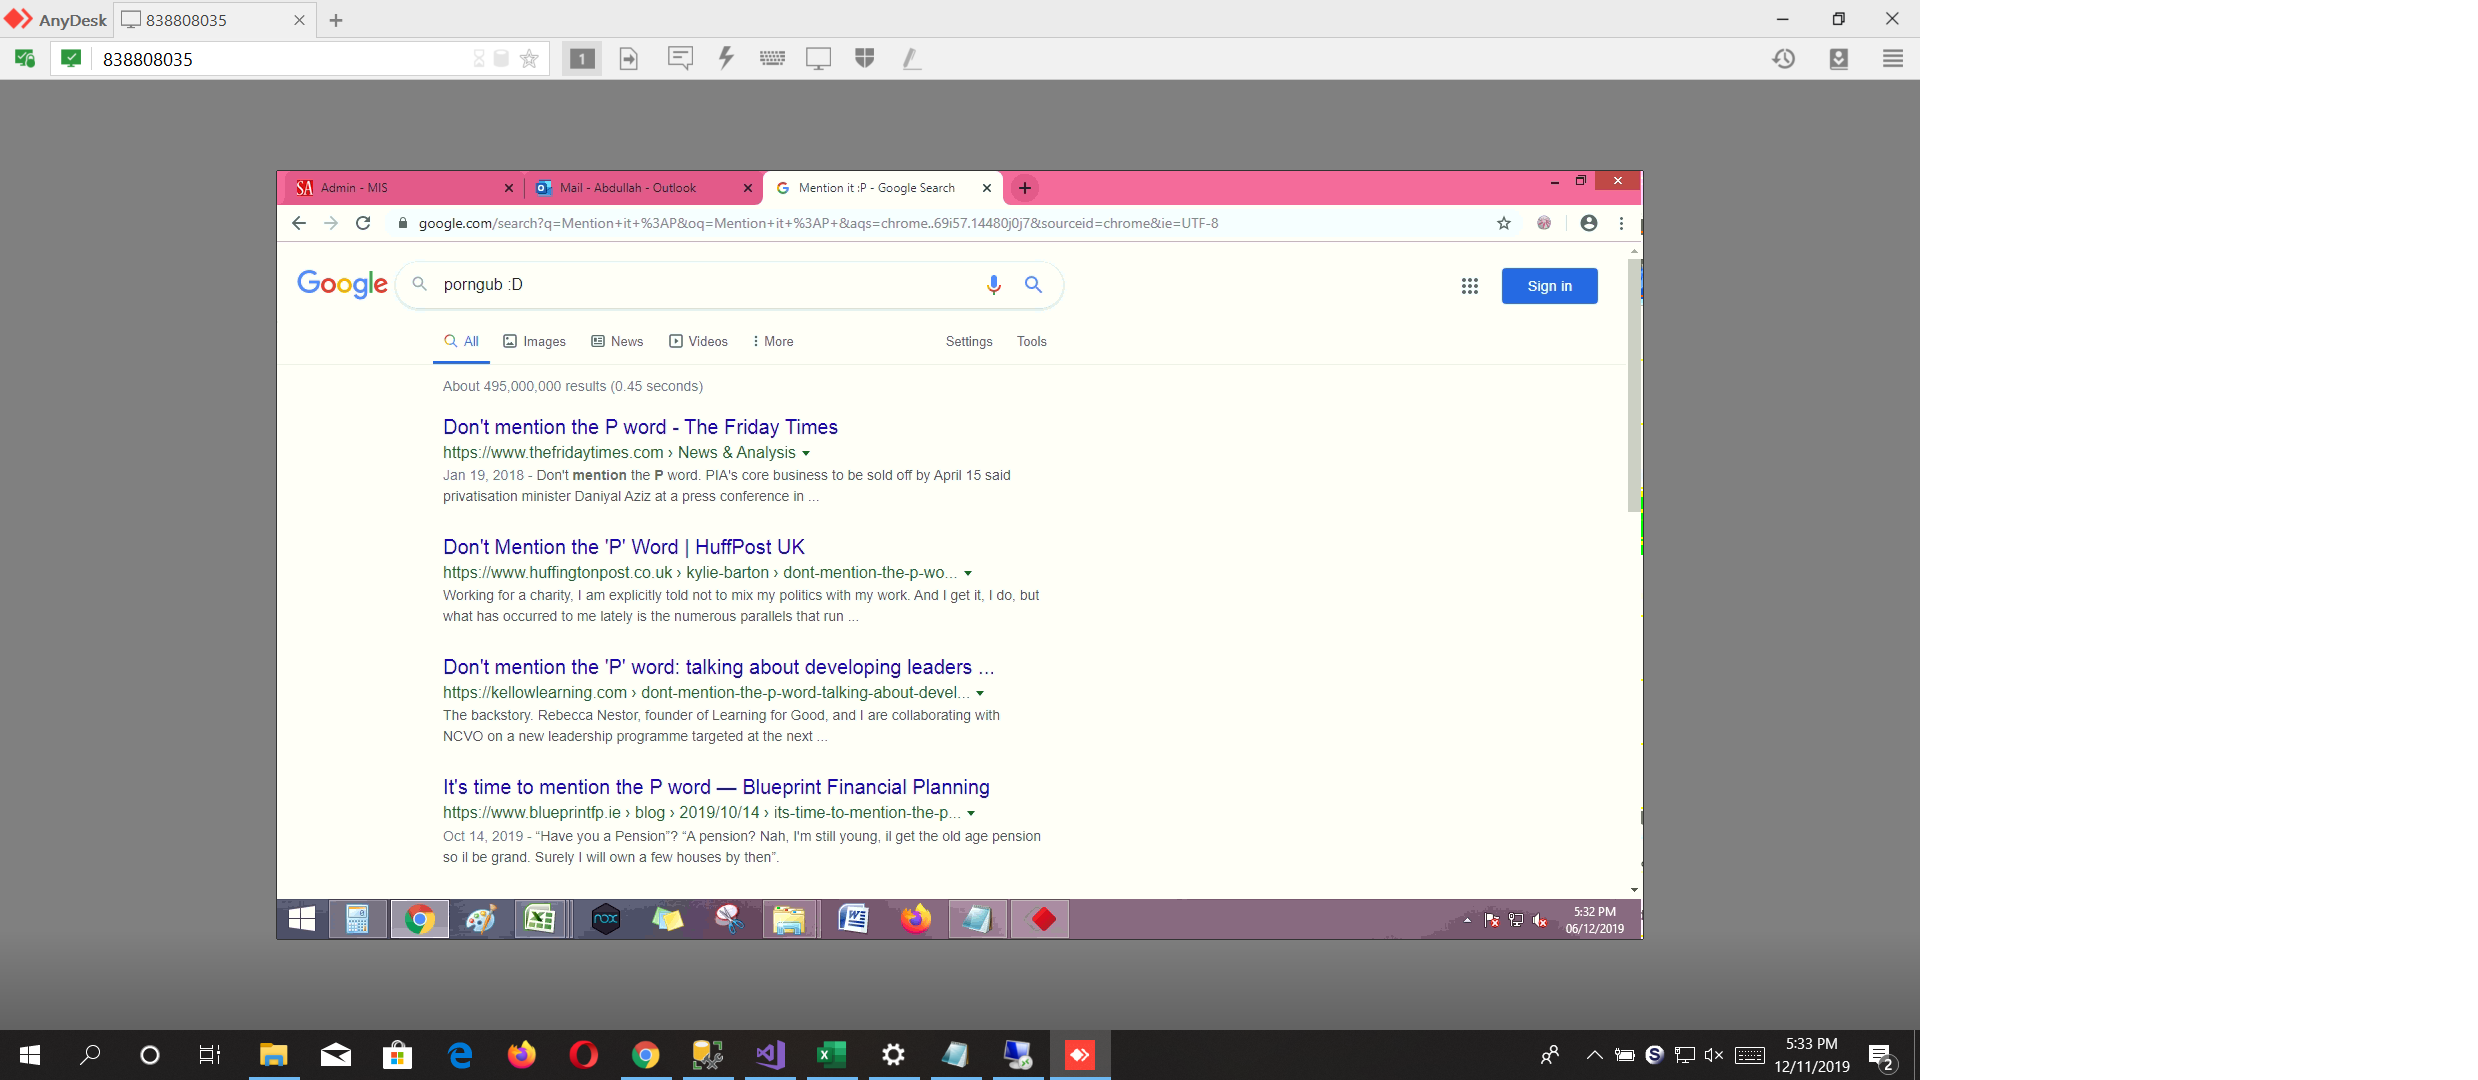 AnyDesk
838808035
838808035
1
Admin - MIS
Mail - Abdullah - Outlook
Mention it :P - Google Search
google.com/search?q=Mention+it+%3AP&oq=Mention+it+%3AP+&aqs=chrome..69i57.14480j0j7&sourceid=chrome&ie=UTF-8
Google
porngub :D
Sign in
All
Images
News
Videos
More
Settings
Tools
About 495,000,000 results (0.45 seconds)
Don't mention the P word - The Friday Times
https://www.thefridaytimes.com › News & Analysis
Jan 19, 2018 - Don't mention the P word. PIA's core business to be sold off by April 15 said
privatisation minister Daniyal Aziz at a press conference in ...
Don't Mention the 'P' Word | HuffPost UK
https://www.huffingtonpost.co.uk › kylie-barton › dont-mention-the-p-wo...
Working for a charity, I am explicitly told not to mix my politics with my work. And I get it, I do, but
what has occurred to me lately is the numerous parallels that run ...
Don't mention the 'P' word: talking about developing leaders ...
https://kellowlearning.com › dont-mention-the-p-word-talking-about-devel...
The backstory. Rebecca Nestor, founder of Learning for Good, and I are collaborating with
NCVO on a new leadership programme targeted at the next ...
It's time to mention the P word — Blueprint Financial Planning
https://www.blueprintfp.ie › blog › 2019/10/14 › its-time-to-mention-the-p...
Oct 14, 2019 - “Have you a Pension”? “A pension? Nah, I'm still young, il get the old age pension
so il be grand. Surely I will own a few houses by then”.
nox
5:32 PM
06/12/2019
5:33 PM
12/11/2019
2